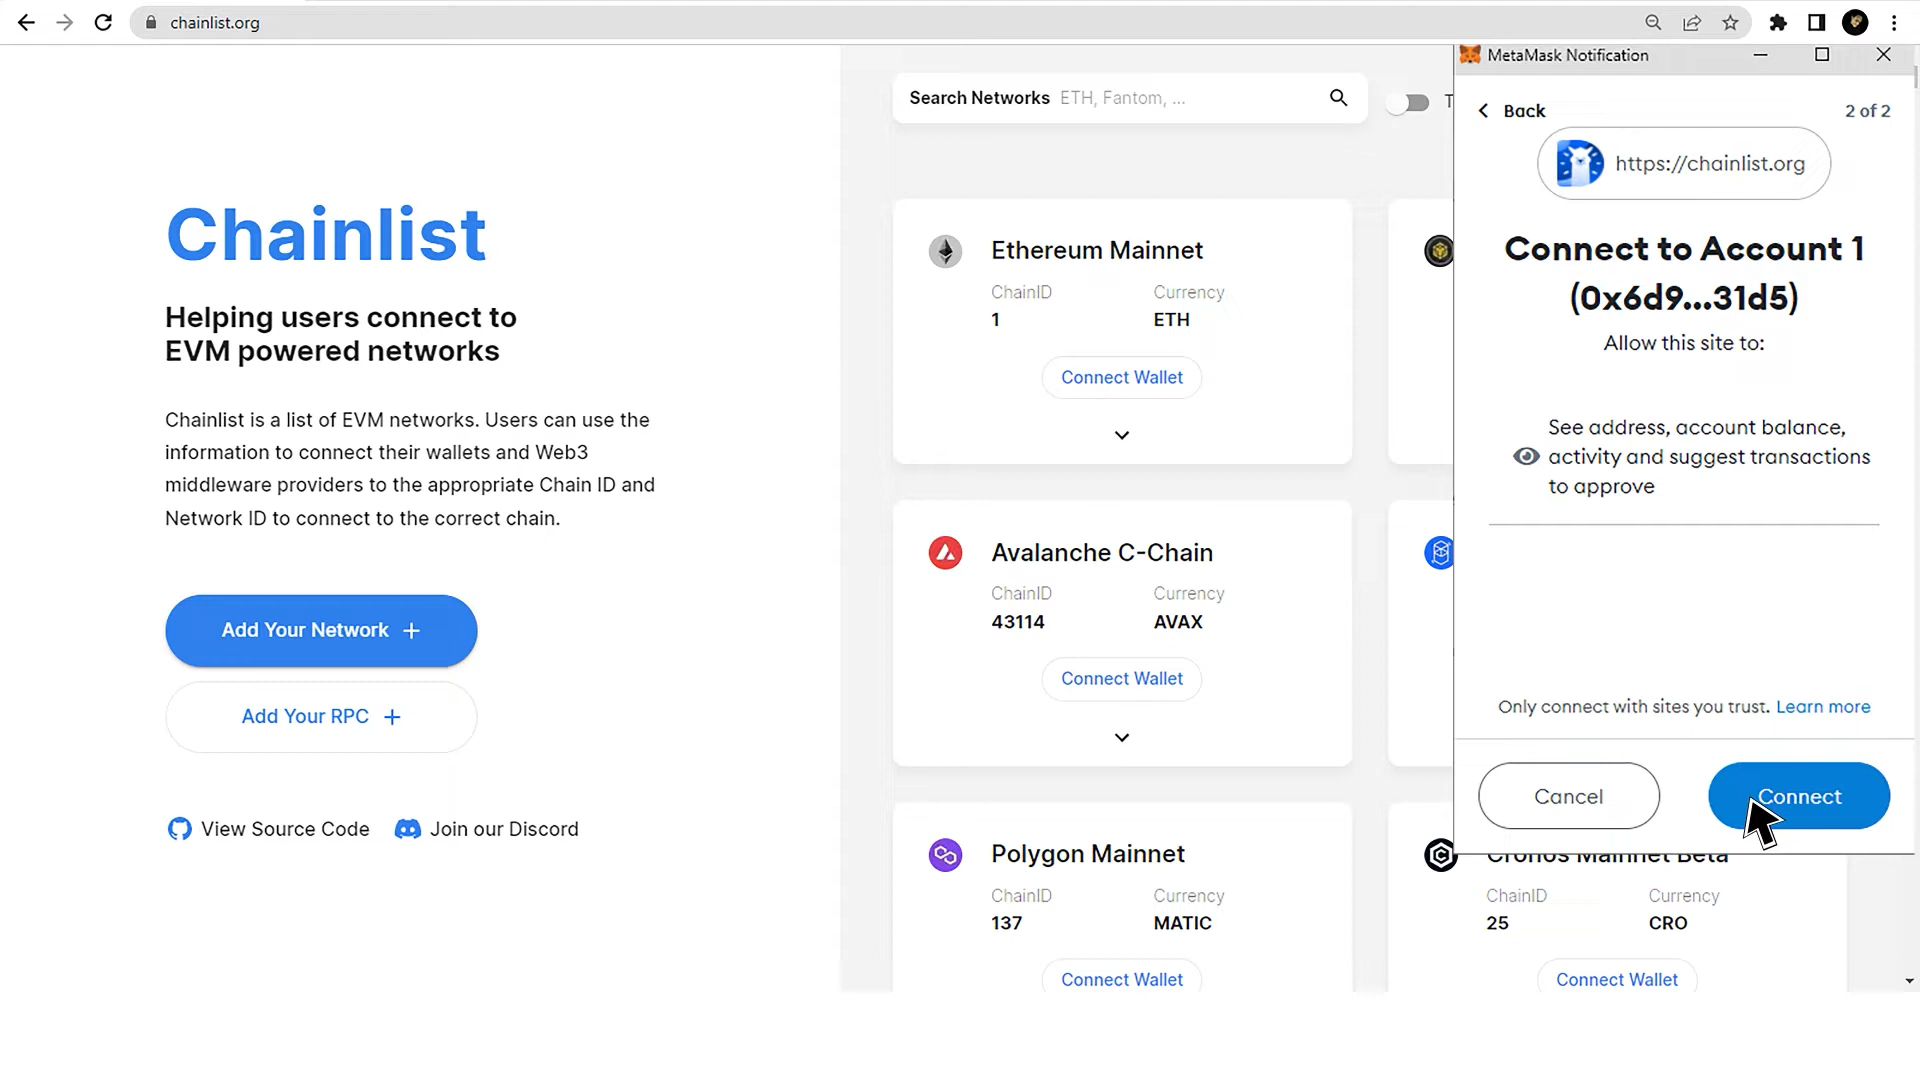 chainlist.org
MetaMask Notification
Search Networks ETH, Fantom, ...
T
Back
2 of 2
https://chainlist.org
Connect to Account 1
(0x6d9...31d5)
Allow this site to:
See address, account balance,
activity and suggest transactions
to approve
Only connect with sites you trust. Learn more
Cancel
Connect
Chainlist
Helping users connect to
EVM powered networks
Chainlist is a list of EVM networks. Users can use the
information to connect their wallets and Web3
middleware providers to the appropriate Chain ID and
Network ID to connect to the correct chain.
Add Your Network
Add Your RPC
View Source Code
Join our Discord
Ethereum Mainnet
ChainID Currency
1 ETH
Connect Wallet
Avalanche C-Chain
ChainID Currency
43114 AVAX
Connect Wallet
Polygon Mainnet
ChainID Currency
137 MATIC
Connect Wallet
Cronos Mainnet Beta
ChainID Currency
25 CRO
Connect Wallet